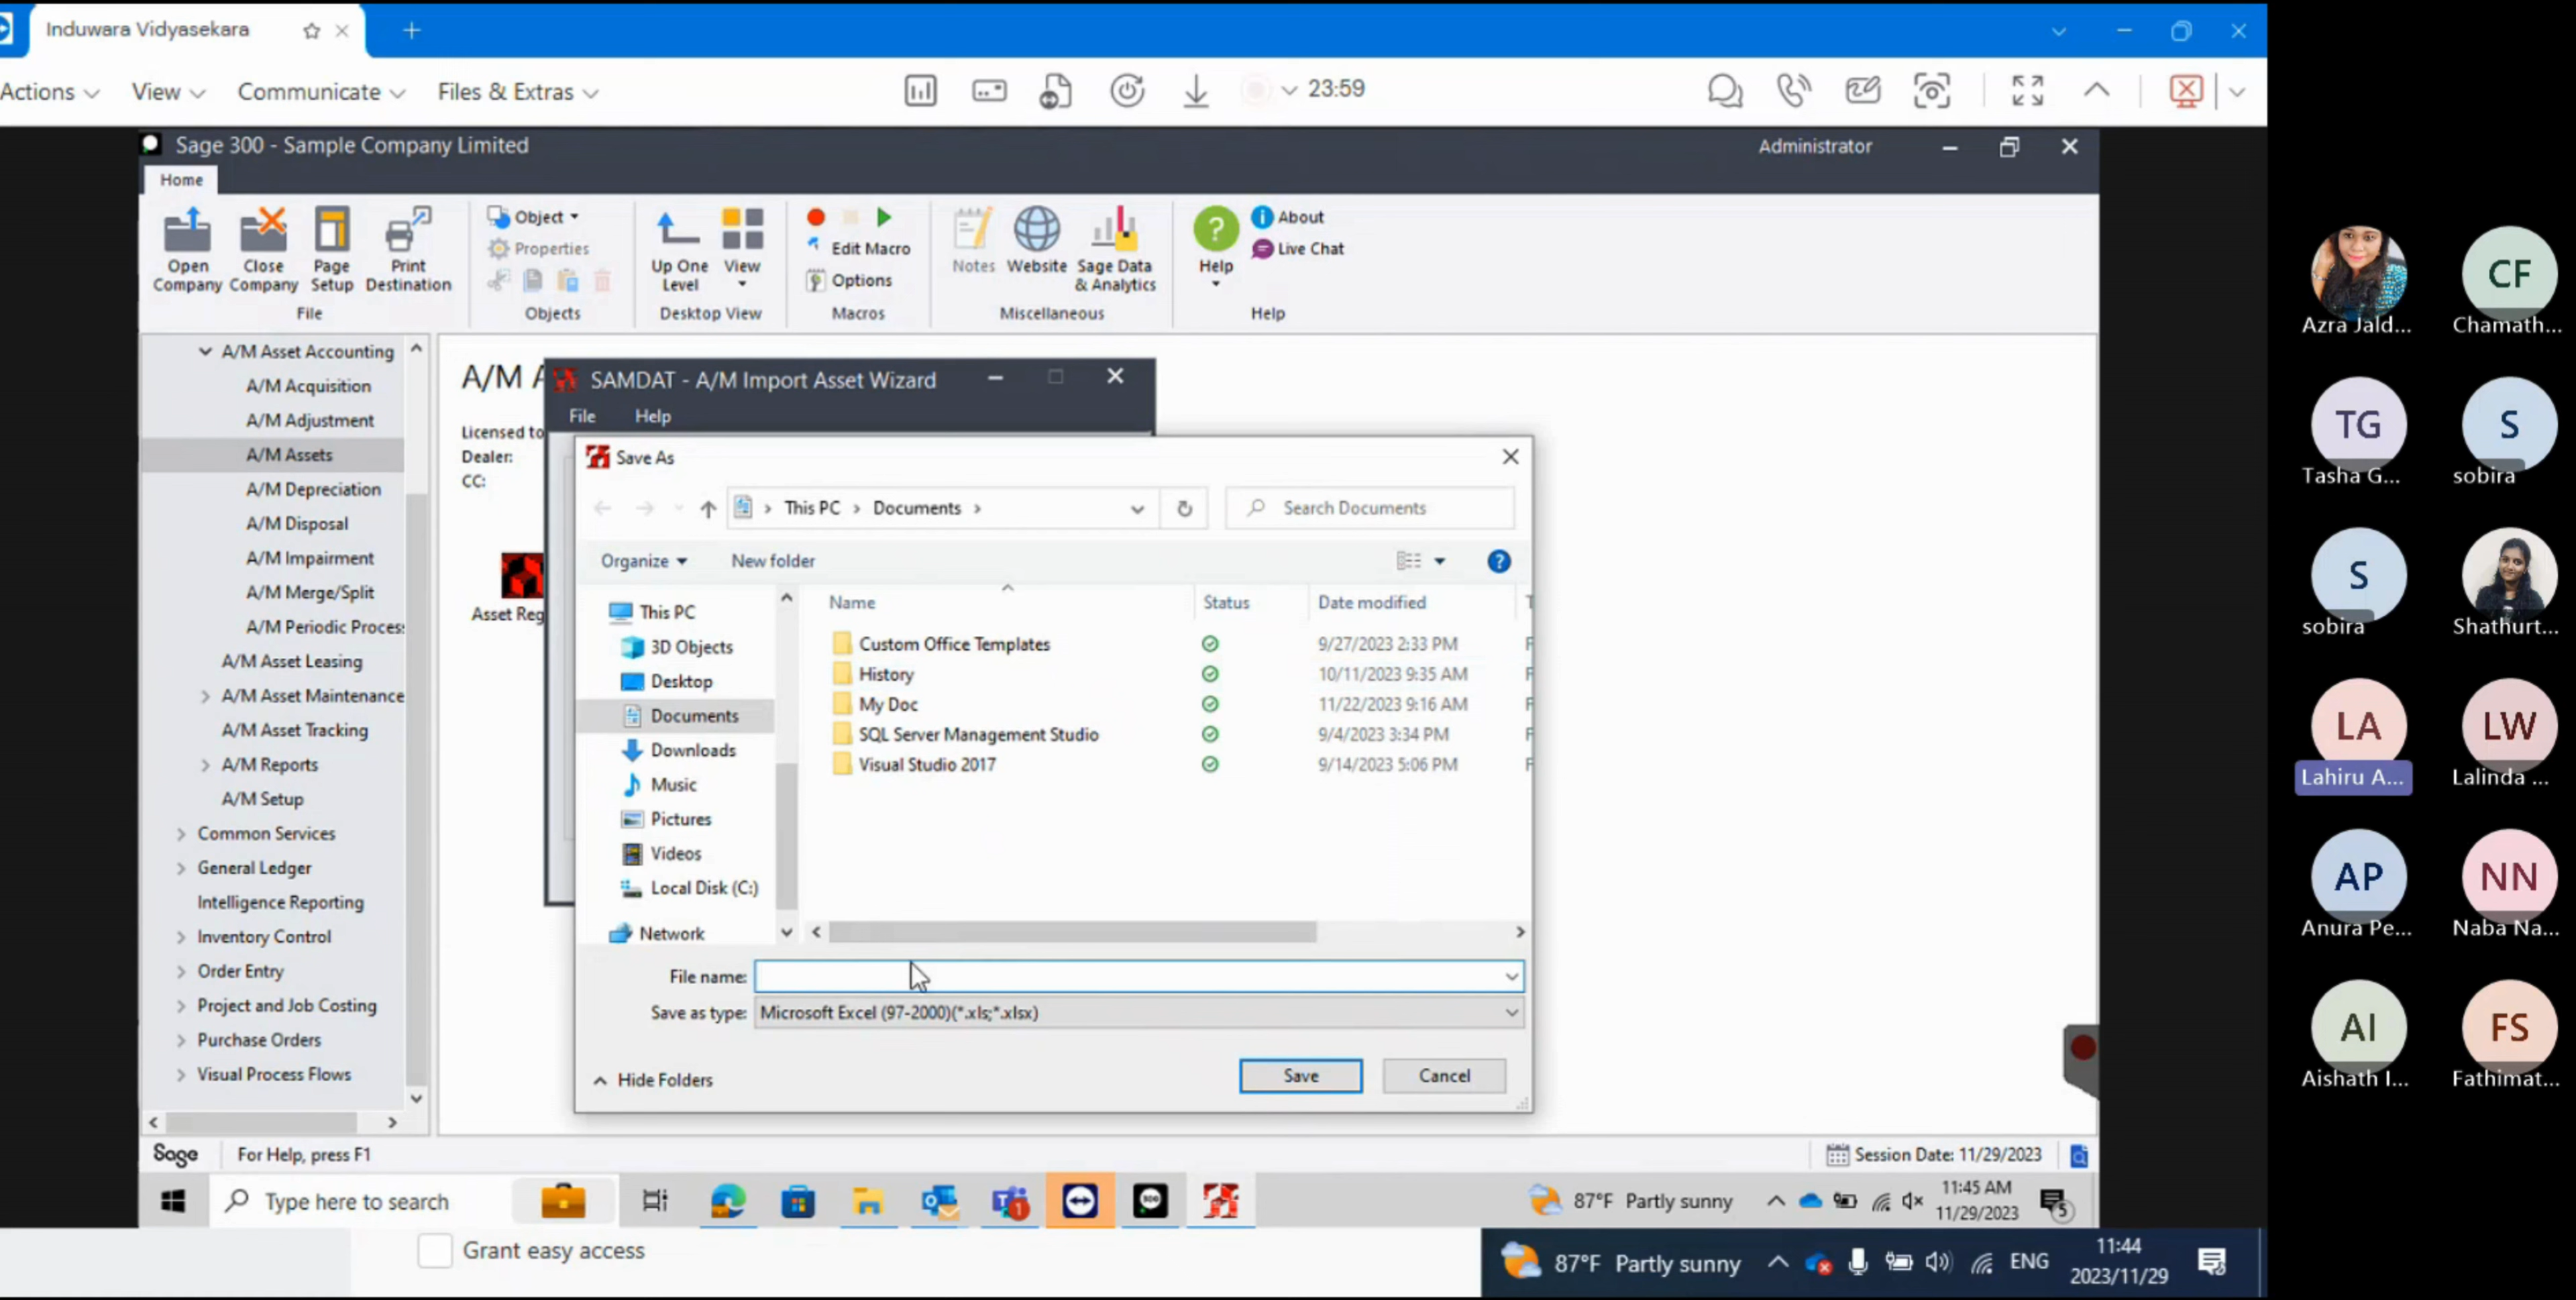 Induwara Vidyasekara
Actions View Communicate Files & Extras 23:59
Sage 300 - Sample Company Limited Administrator
Home
Open Company
Close Company
Page Setup
Print Destination
File
Object
Properties
Objects
Up One Level
View
Desktop View
Edit Macro
Options
Macros
Notes
Website
Sage Data & Analytics
Miscellaneous
Help
About
Live Chat
Help
A/M Asset Accounting
A/M Acquisition
A/M Adjustment
A/M Assets
A/M Depreciation
A/M Disposal
A/M Impairment
A/M Merge/Split
A/M Periodic Proces
A/M Asset Leasing
A/M Asset Maintenance
A/M Asset Tracking
A/M Reports
A/M Setup
Common Services
General Ledger
Intelligence Reporting
Inventory Control
Order Entry
Project and Job Costing
Purchase Orders
Visual Process Flows
A/M A
Licensed to
Dealer:
CC:
Asset Reg
SAMDAT - A/M Import Asset Wizard
File Help
Save As
This PC > Documents >
Search Documents
Organize New folder
This PC
3D Objects
Desktop
Documents
Downloads
Music
Pictures
Videos
Local Disk (C:)
Network
Name Status Date modified T
Custom Office Templates 9/27/2023 2:33 PM F
History 10/11/2023 9:35 AM F
My Doc 11/22/2023 9:16 AM F
SQL Server Management Studio 9/4/2023 3:34 PM F
Visual Studio 2017 9/14/2023 5:06 PM F
File name:
Save as type: Microsoft Excel (97-2000)(*.xls;*.xlsx)
Hide Folders Save Cancel
Sage For Help, press F1 Session Date: 11/29/2023
Type here to search
1
300
87°F Partly sunny
11:45 AM
11/29/2023
5
Grant easy access
87°F Partly sunny ENG
11:44
2023/11/29
Azra Jald...
CF
Chamath...
TG
Tasha G...
S
sobira
S
sobira
Shathurt...
LA
Lahiru A...
LW
Lalinda ...
AP
Anura Pe...
NN
Naba Na...
AI
Aishath I...
FS
Fathimat...